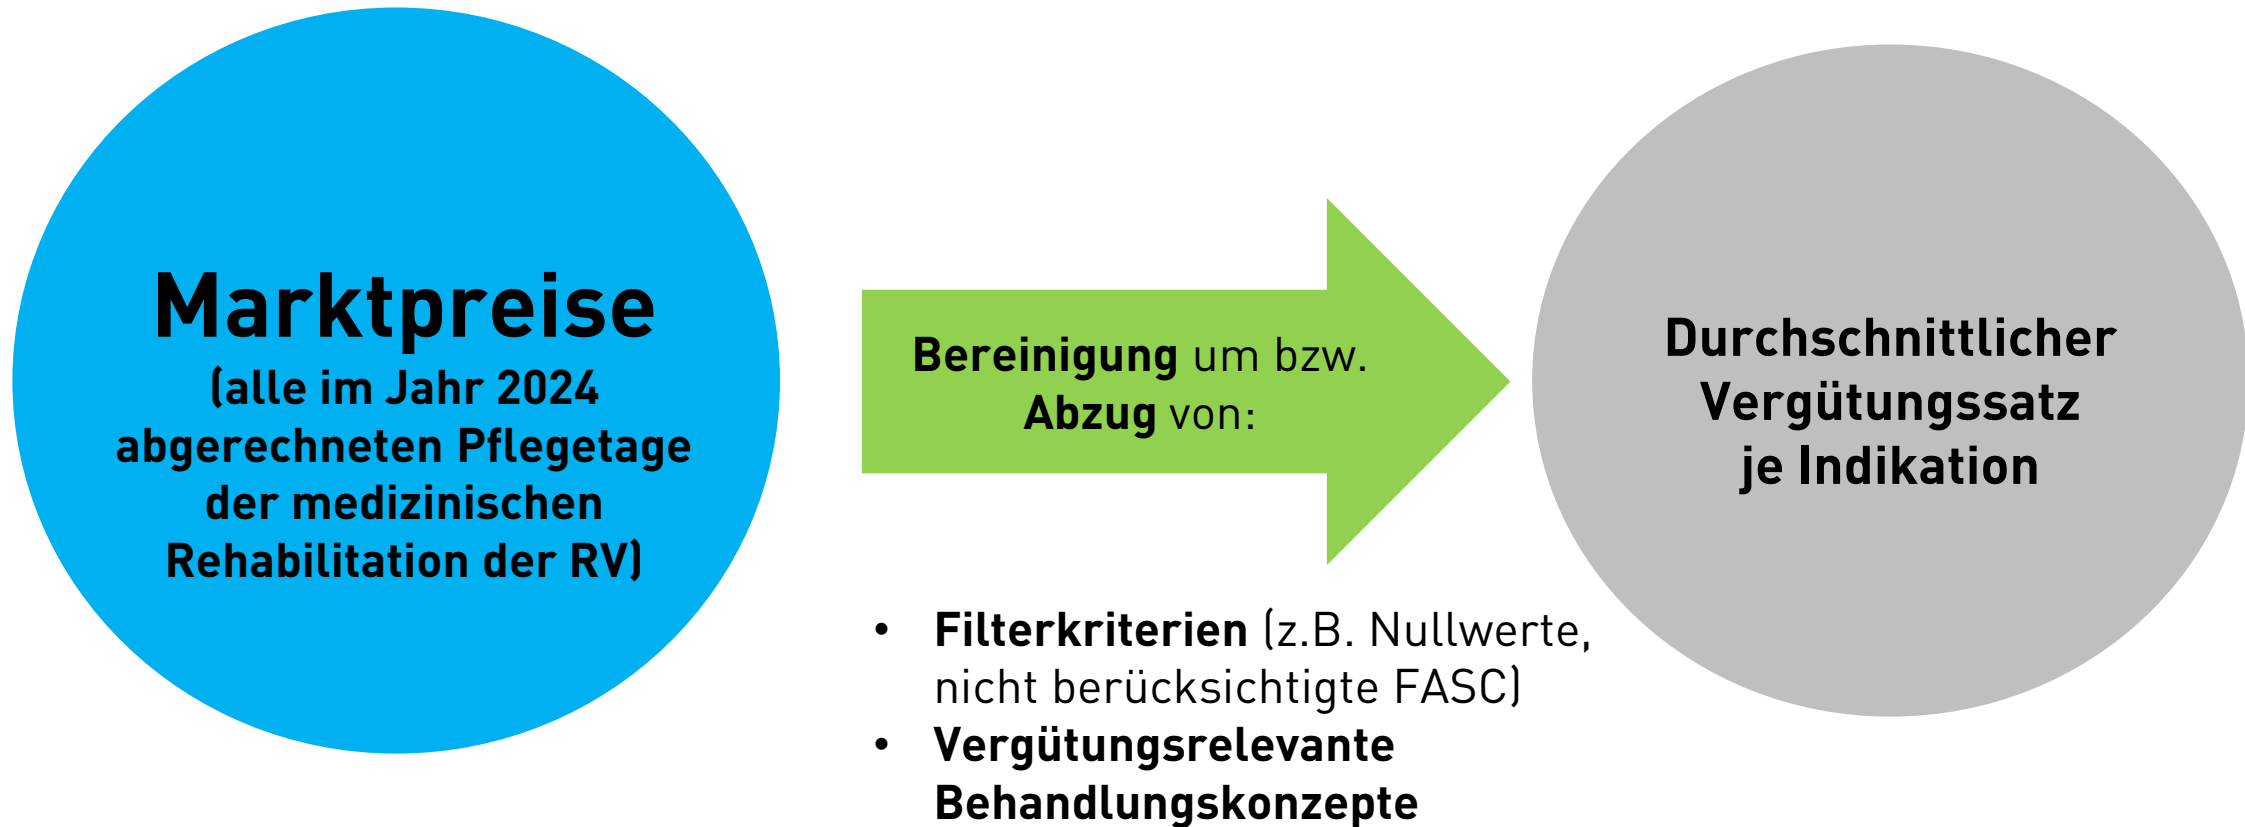 Marktpreise
(alle im Jahr 2024
abgerechneten Pflegetage
der medizinischen
Rehabilitation der RV)
Bereinigung um bzw.
Abzug von:
• Filterkriterien (z.B. Nullwerte,
nicht berücksichtigte FASC)
• Vergütungsrelevante
Behandlungskonzepte
Durchschnittlicher
Vergütungssatz
je Indikation